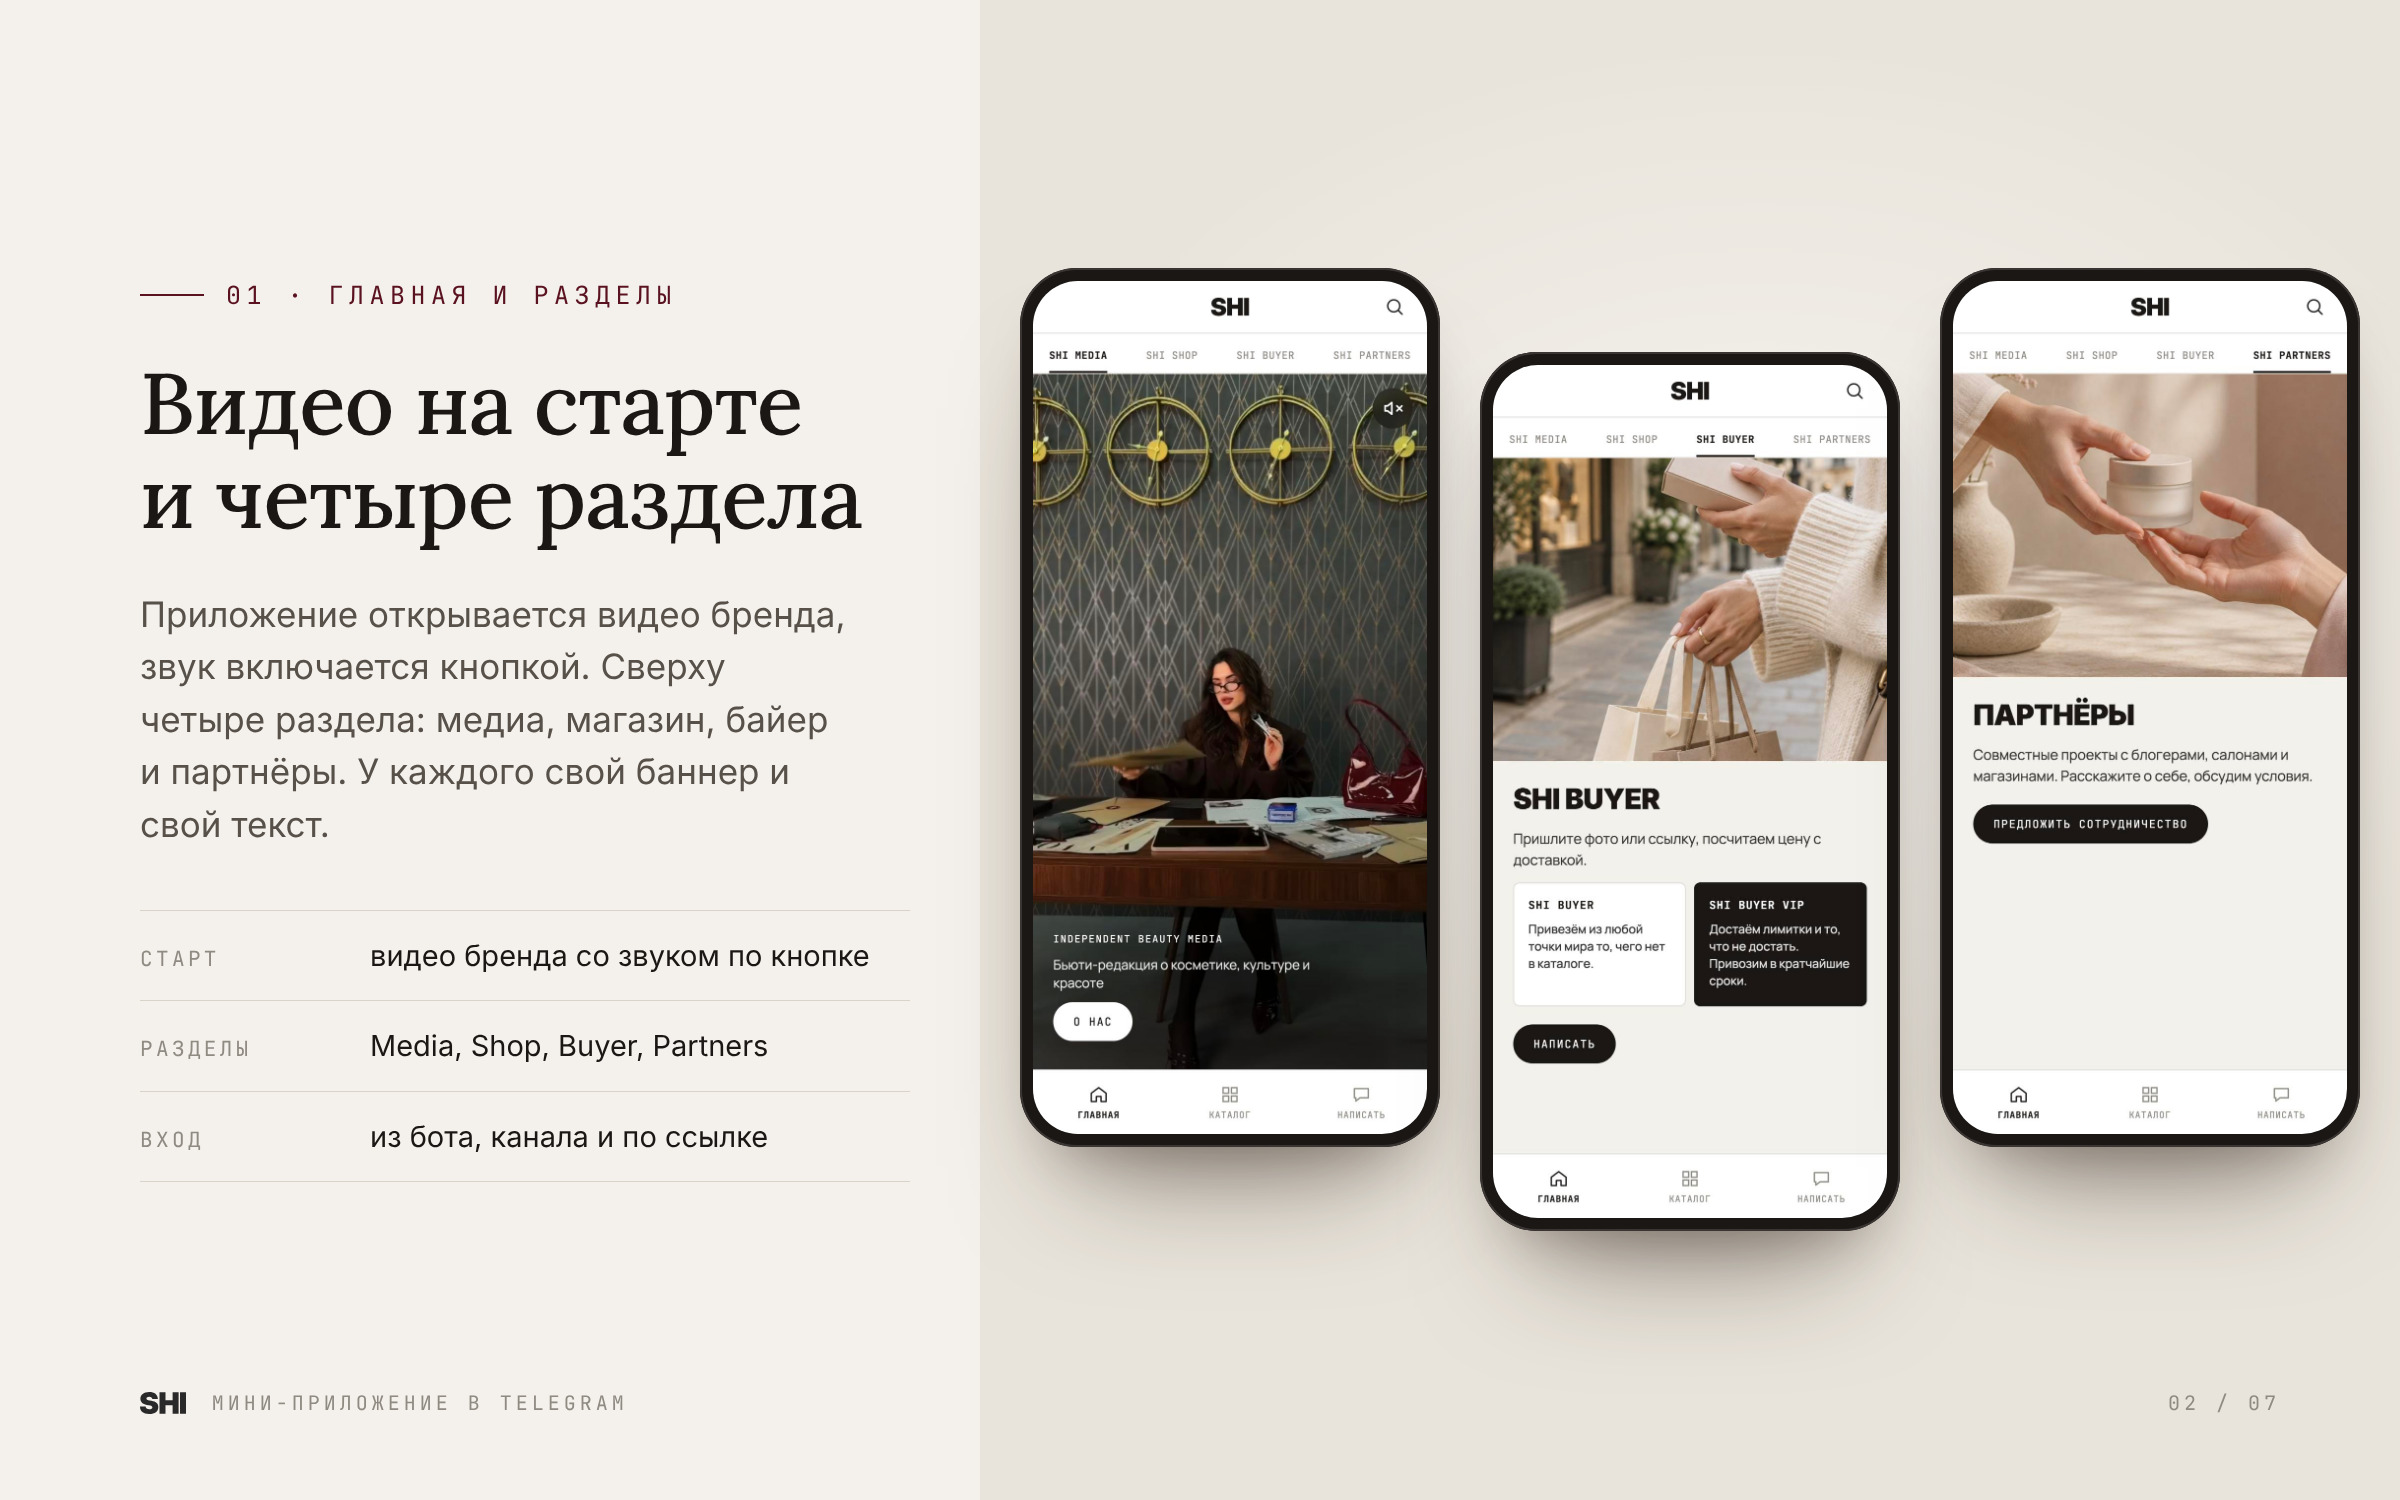 01 · ГЛАВНАЯ И РАЗДЕЛЫ
Видео на старте
и четыре раздела
Приложение открывается видео бренда,
звук включается кнопкой. Сверху
четыре раздела: медиа, магазин, байер
и партнёры. У каждого свой баннер и
свой текст.
СТАРТ видео бренда со звуком по кнопке
РАЗДЕЛЫ Media, Shop, Buyer, Partners
ВХОД из бота, канала и по ссылке
SHI МИНИ-ПРИЛОЖЕНИЕ В TELEGRAM
SHI
SHI MEDIA SHI SHOP SHI BUYER SHI PARTNERS
INDEPENDENT BEAUTY MEDIA
Бьюти-редакция о косметике, культуре и
красоте
О НАС
ГЛАВНАЯ КАТАЛОГ НАПИСАТЬ
SHI
SHI MEDIA SHI SHOP SHI BUYER SHI PARTNERS
SHI BUYER
Пришлите фото или ссылку, посчитаем цену с
доставкой.
SHI BUYER
Привезём из любой
точки мира то, чего нет
в каталоге.
SHI BUYER VIP
Достаём лимитки и то,
что не достать.
Привозим в кратчайшие
сроки.
НАПИСАТЬ
ГЛАВНАЯ КАТАЛОГ НАПИСАТЬ
SHI
SHI MEDIA SHI SHOP SHI BUYER SHI PARTNERS
ПАРТНЁРЫ
Совместные проекты с блогерами, салонами и
магазинами. Расскажите о себе, обсудим условия.
ПРЕДЛОЖИТЬ СОТРУДНИЧЕСТВО
ГЛАВНАЯ КАТАЛОГ НАПИСАТЬ
02 / 07